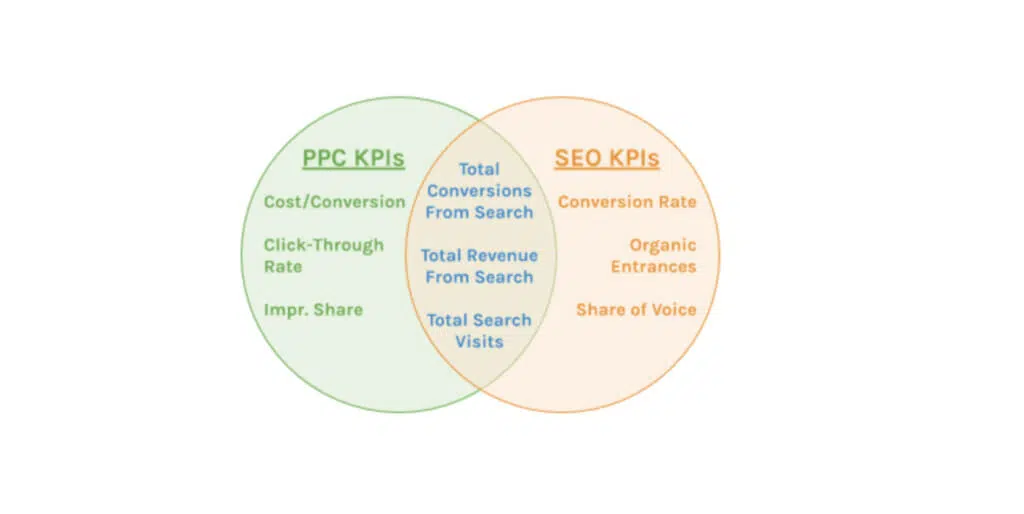 PPC KPIs
Cost/Conversion
Click-Through
Rate
Impr. Share
Total
Conversions
From Search
Total Revenue
From Search
Total Search
Visits
SEO KPIs
Conversion Rate
Organic
Entrances
Share of Voice